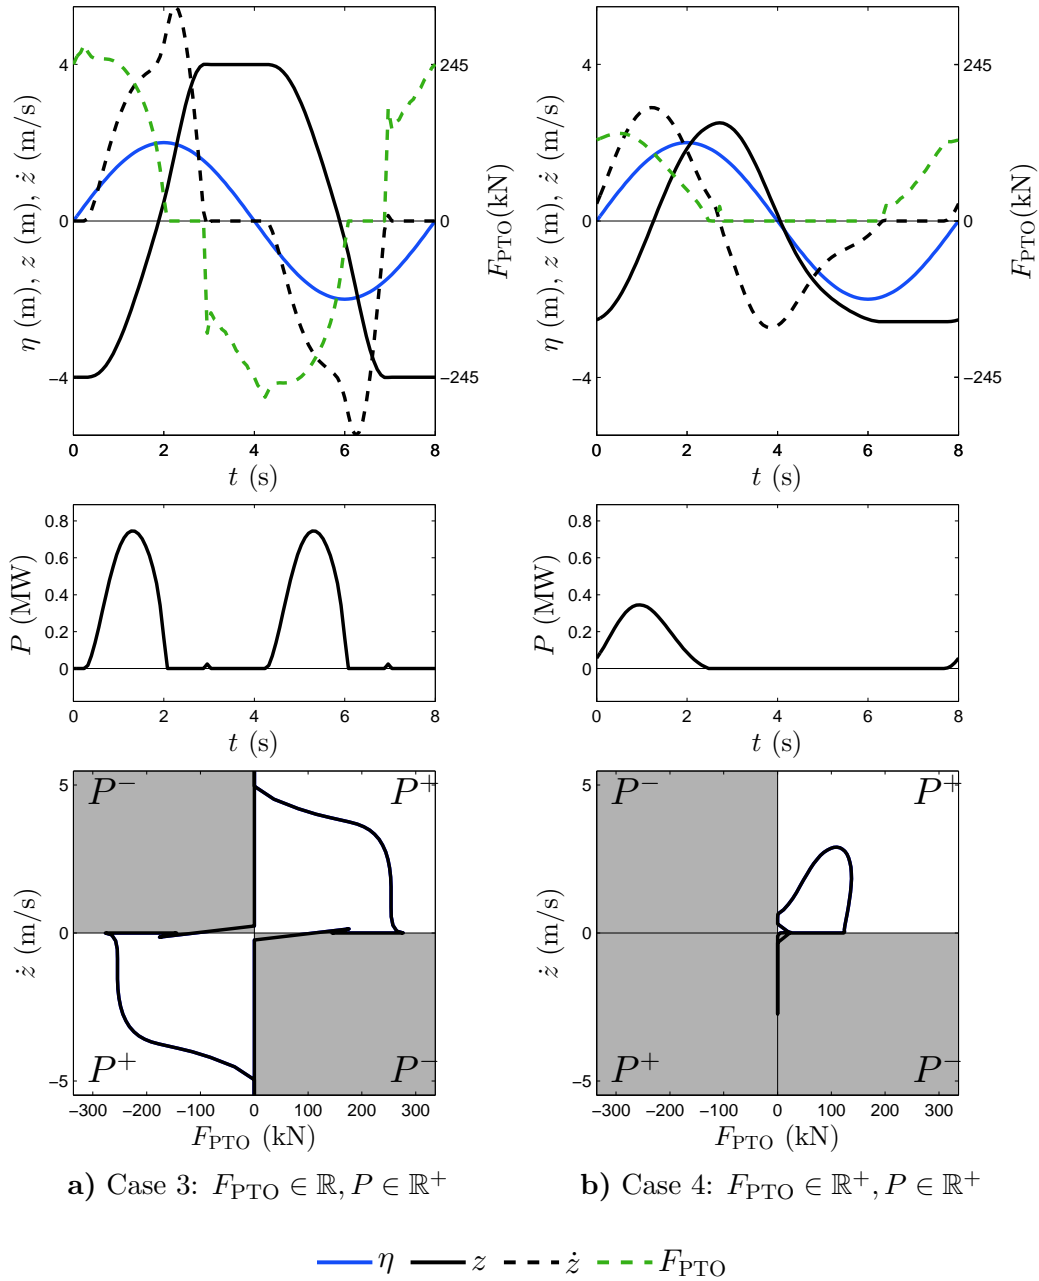 η (m), z (m), ż (m/s)
4
0
−4
245
0
−245
F_PTO(kN)
0 2 4 6 8
t (s)
η (m), z (m), ż (m/s)
4
0
−4
245
0
−245
F_PTO(kN)
0 2 4 6 8
t (s)
P (MW)
0.8
0.6
0.4
0.2
0
0 2 4 6 8
t (s)
P (MW)
0.8
0.6
0.4
0.2
0
0 2 4 6 8
t (s)
ż (m/s)
5
0
−5
P⁻ P⁺
P⁺ P⁻
−300 −200 −100 0 100 200 300
F_PTO (kN)
ż (m/s)
5
0
−5
P⁻ P⁺
P⁺ P⁻
−300 −200 −100 0 100 200 300
F_PTO (kN)
a) Case 3: F_PTO ∈ ℝ, P ∈ ℝ⁺
b) Case 4: F_PTO ∈ ℝ⁺, P ∈ ℝ⁺
η z ż F_PTO